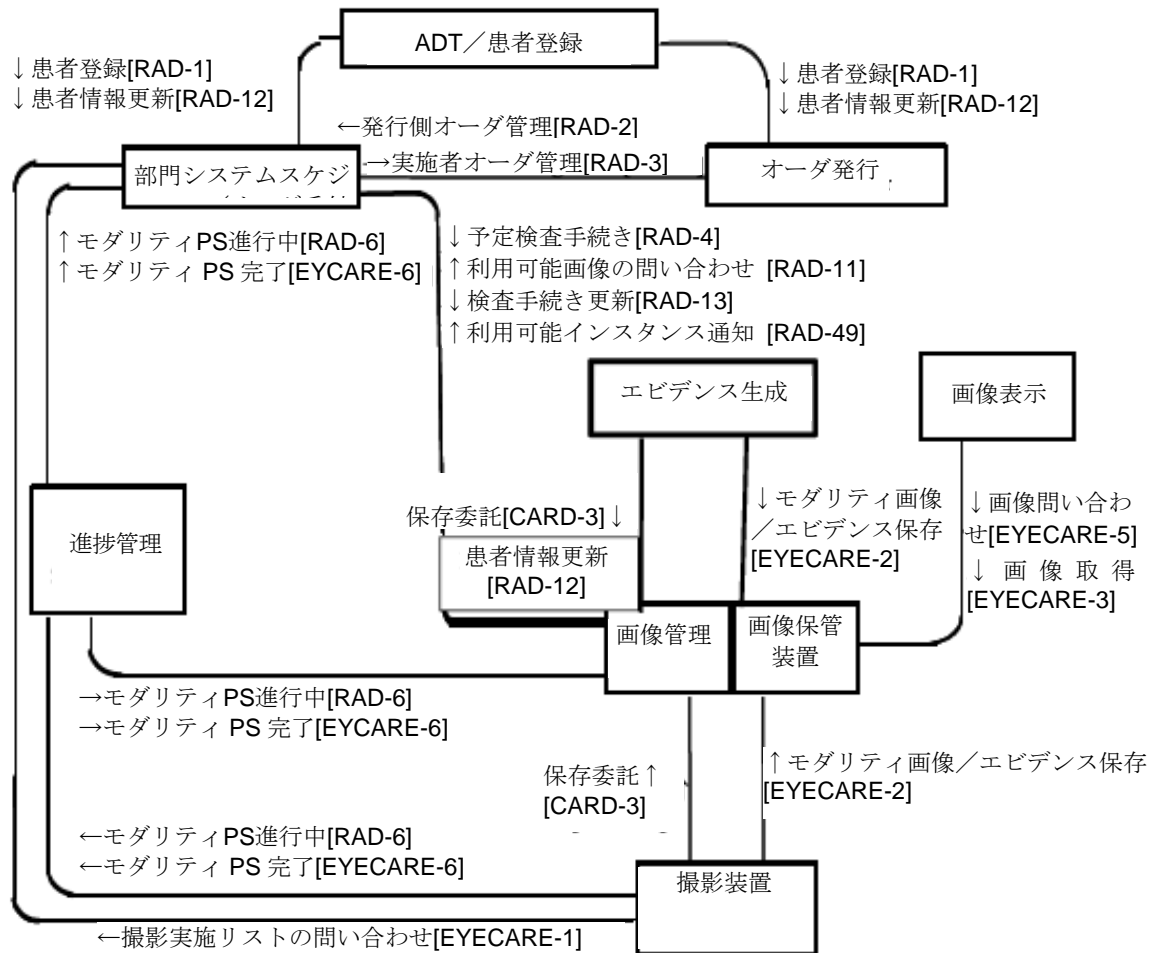 ADT／患者登録
↓患者登録[RAD-1]
↓患者情報更新[RAD-12]
↓患者登録[RAD-1]
↓患者情報更新[RAD-12]
←発行側オーダ管理[RAD-2]
→実施者オーダ管理[RAD-3]
部門システムスケジ
オーダ発行
↑モダリティPS進行中[RAD-6]
↑モダリティ PS 完了[EYCARE-6]
↓予定検査手続き[RAD-4]
↑利用可能画像の問い合わせ [RAD-11]
↓検査手続き更新[RAD-13]
↑利用可能インスタンス通知 [RAD-49]
エビデンス生成
画像表示
進捗管理
保存委託[CARD-3]↓
患者情報更新
[RAD-12]
↓モダリティ画像
／エビデンス保存
[EYECARE-2]
↓画像問い合わ
せ[EYECARE-5]
↓画像取得
[EYECARE-3]
画像管理
画像保管
装置
→モダリティPS進行中[RAD-6]
→モダリティ PS 完了[EYCARE-6]
保存委託↑
[CARD-3]
↑モダリティ画像／エビデンス保存
[EYECARE-2]
←モダリティPS進行中[RAD-6]
←モダリティ PS 完了[EYECARE-6]
撮影装置
←撮影実施リストの問い合わせ[EYECARE-1]